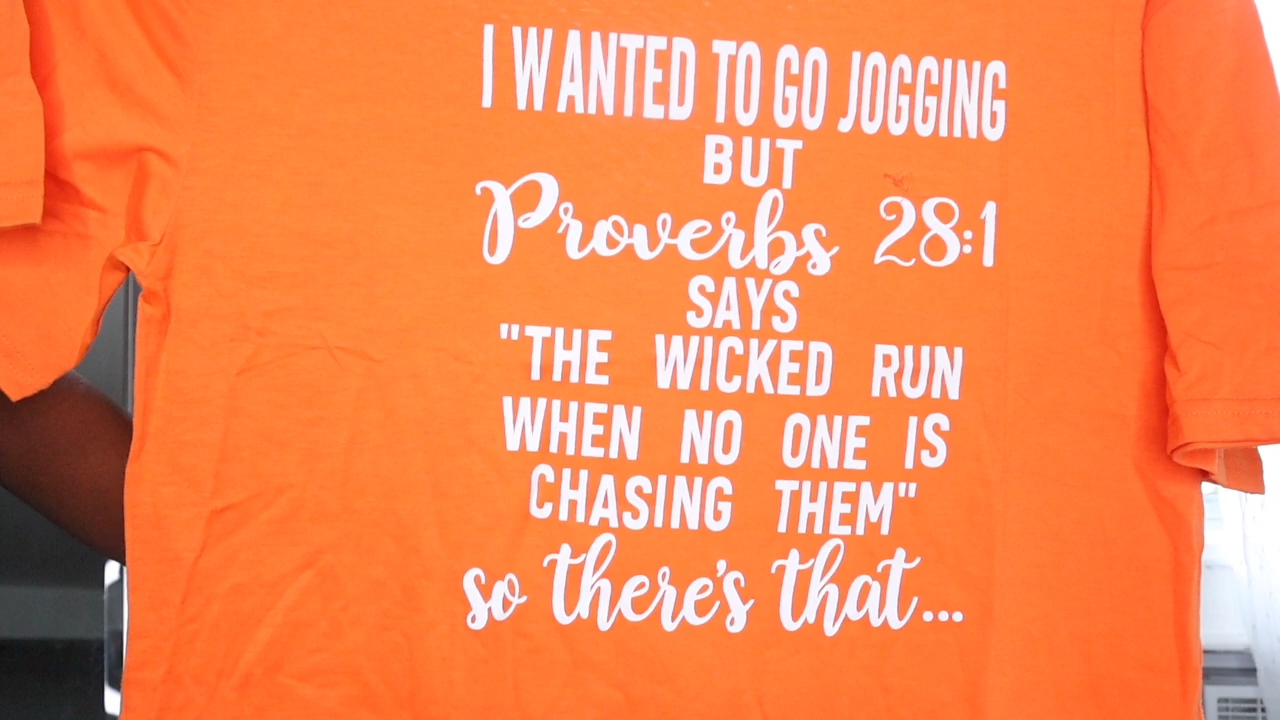 I WANTED TO GO JOGGING
BUT
Proverbs 28:1
SAYS
"THE WICKED RUN
WHEN NO ONE IS
CHASING THEM"
so there's that...